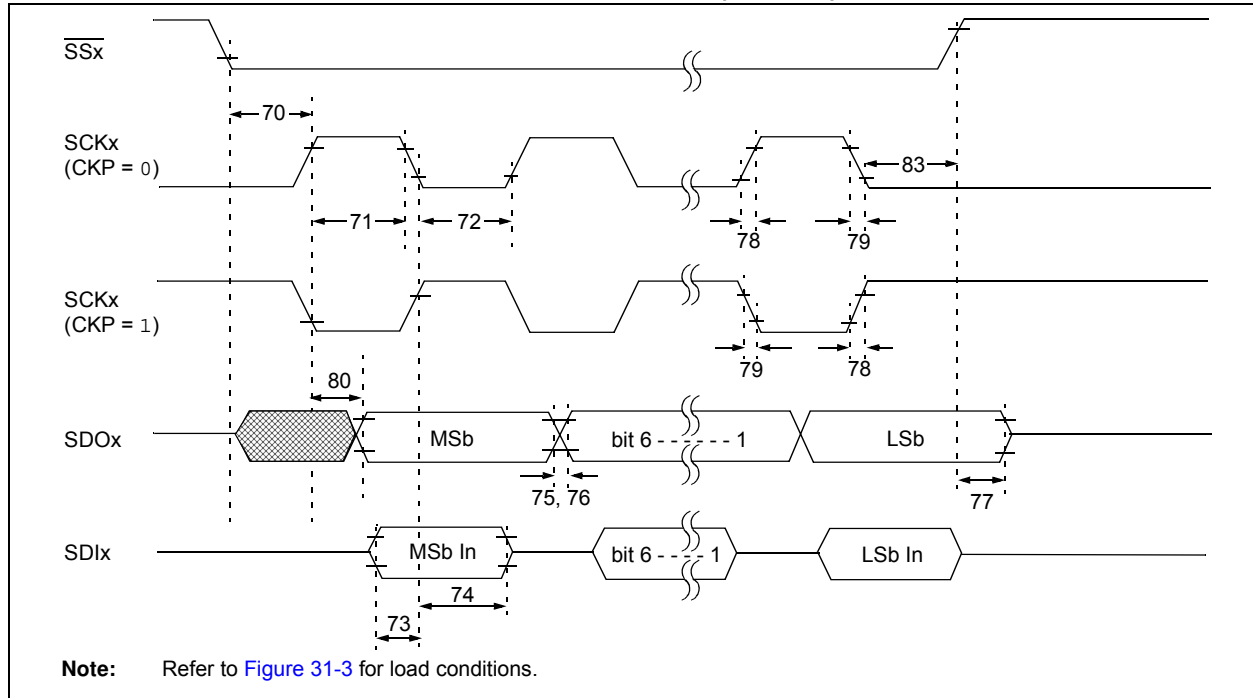 SSx
70
SCKx
(CKP = 0)
71
72
78
79
83
SCKx
(CKP = 1)
79
78
80
SDOx
MSb
bit 6 - - - - - - 1
LSb
75, 76
77
SDIx
MSb In
bit 6 - - - - 1
LSb In
74
73
Note: Refer to Figure 31-3 for load conditions.